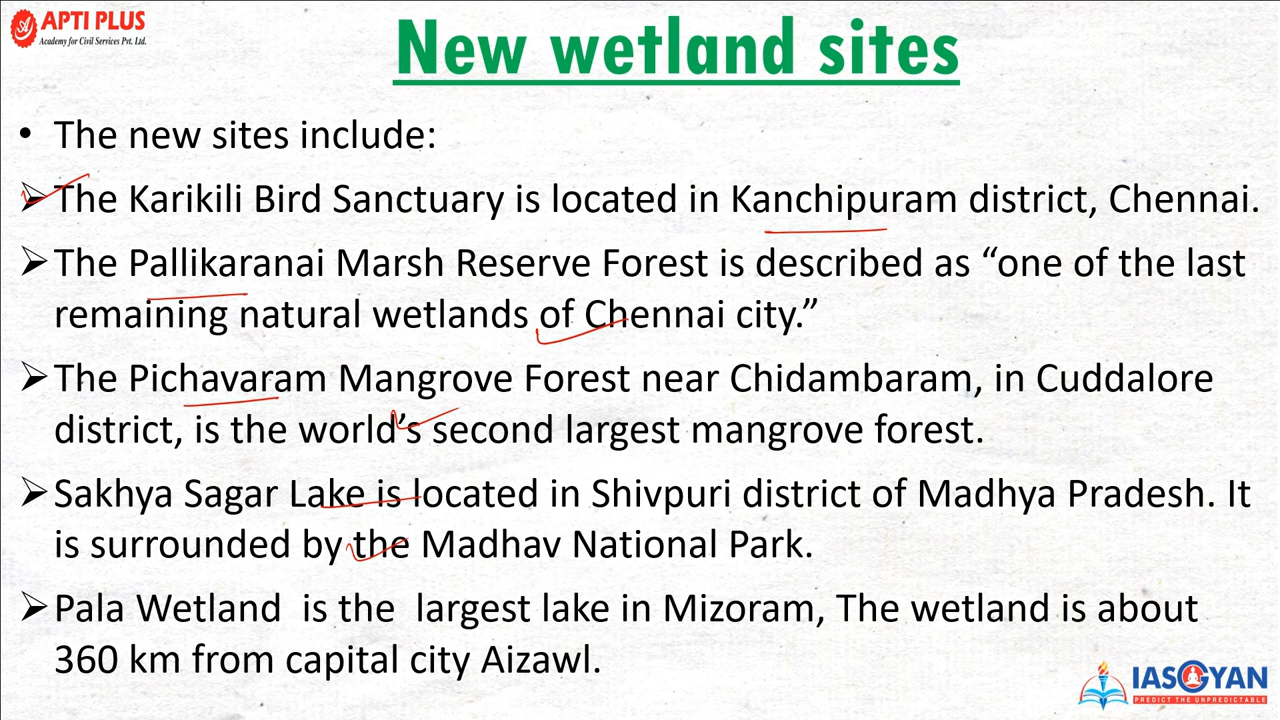 APTI PLUS
Academy for Civil Services Pvt. Ltd.
New wetland sites
• The new sites include:
➢ The Karikili Bird Sanctuary is located in Kanchipuram district, Chennai.
➢ The Pallikaranai Marsh Reserve Forest is described as “one of the last
remaining natural wetlands of Chennai city.”
➢ The Pichavaram Mangrove Forest near Chidambaram, in Cuddalore
district, is the world’s second largest mangrove forest.
➢ Sakhya Sagar Lake is located in Shivpuri district of Madhya Pradesh. It
is surrounded by the Madhav National Park.
➢ Pala Wetland is the largest lake in Mizoram, The wetland is about
360 km from capital city Aizawl.
IASGYAN
PREDICT THE UNPREDICTABLE